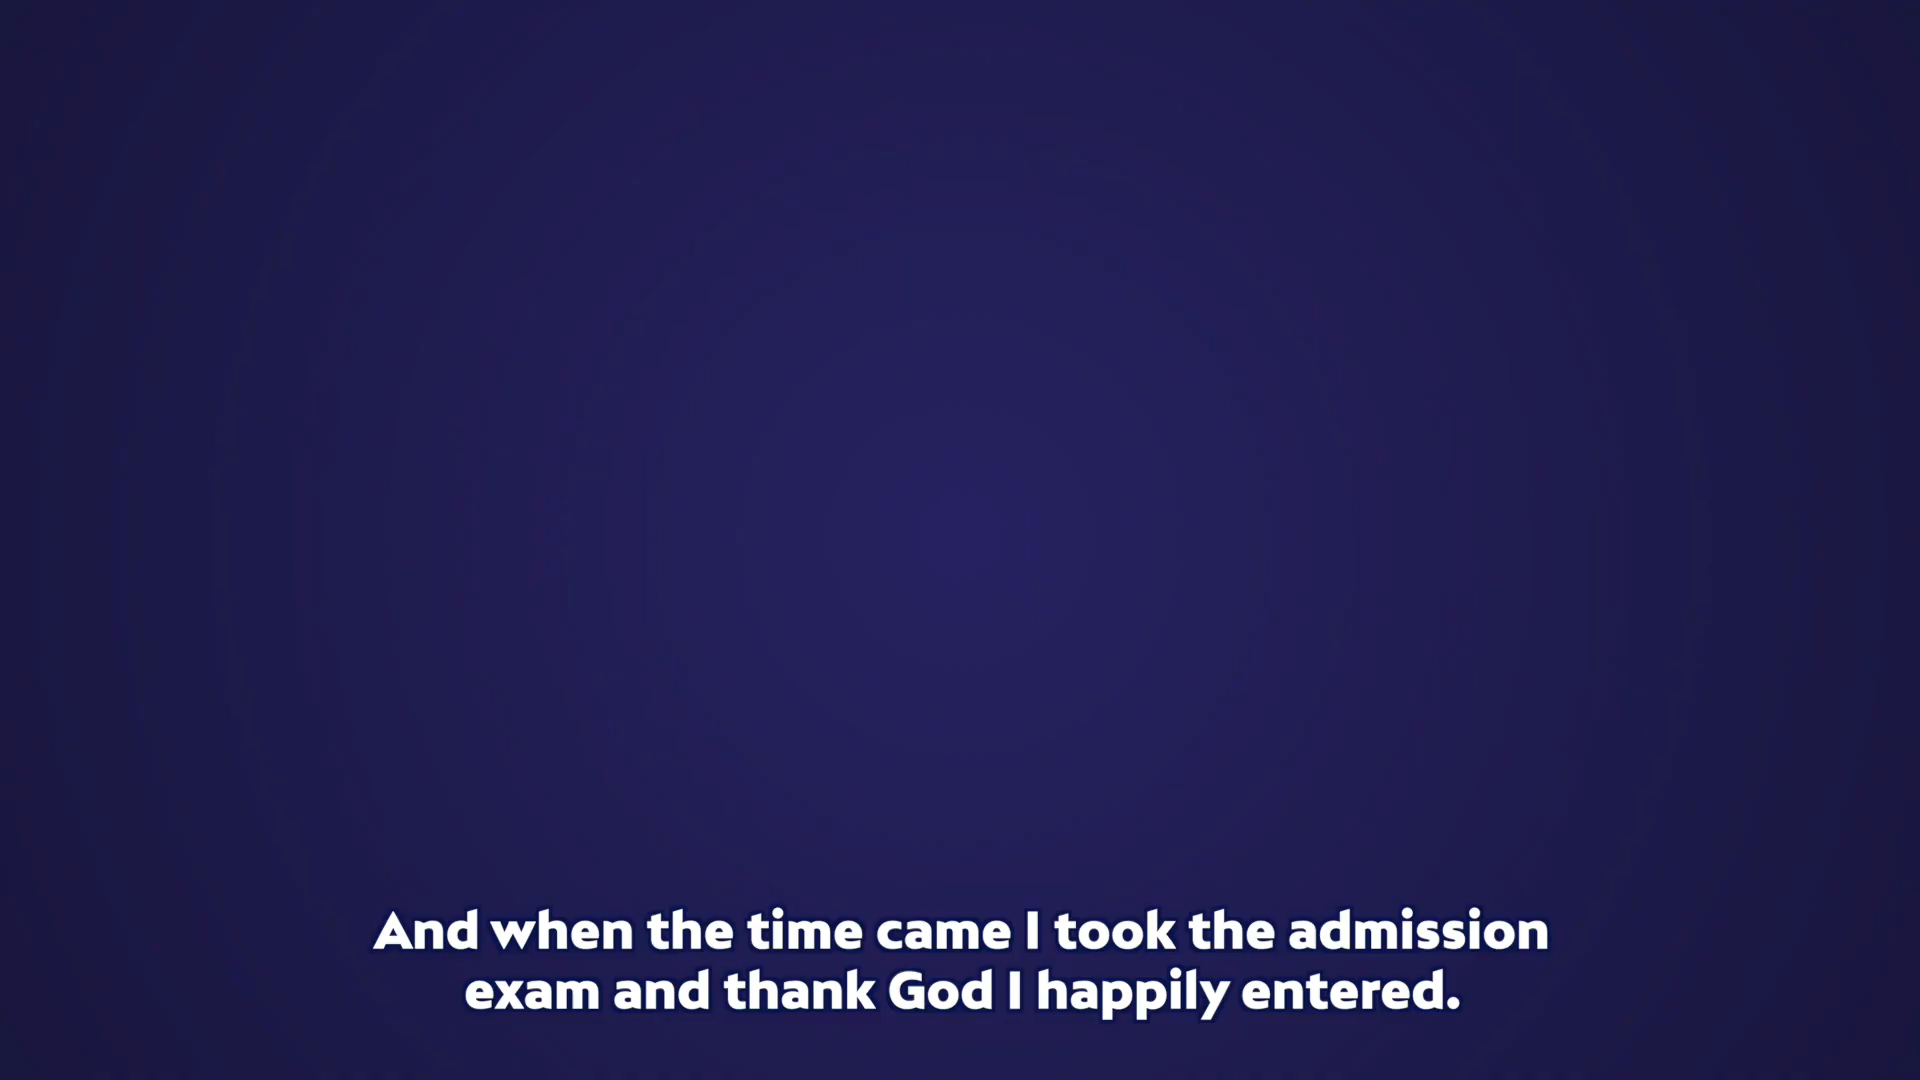 And when the time came I took the admission
exam and thank God I happily entered.